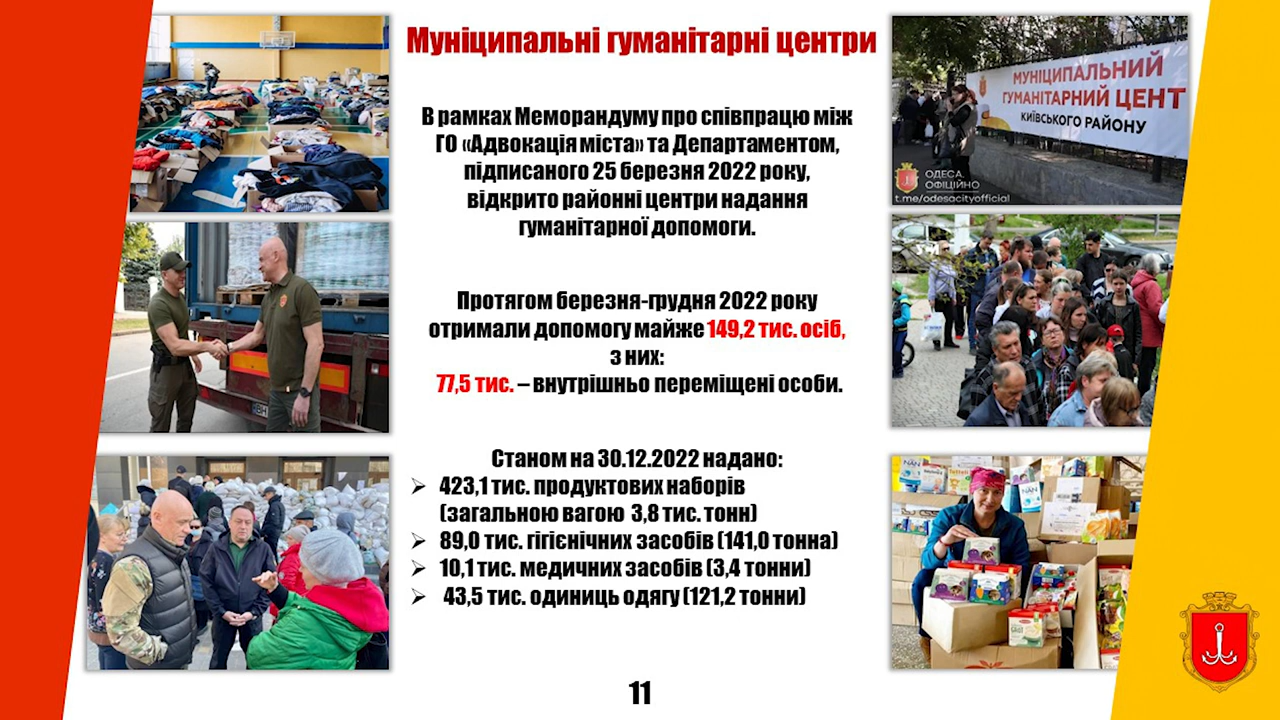 Муніципальні гуманітарні центри
В рамках Меморандуму про співпрацю між
ГО «Адвокація міста» та Департаментом,
підписаного 25 березня 2022 року,
відкрито районні центри надання
гуманітарної допомоги.
Протягом березня-грудня 2022 року
отримали допомогу майже 149,2 тис. осіб,
з них:
77,5 тис. – внутрішньо переміщені особи.
Станом на 30.12.2022 надано:
423,1 тис. продуктових наборів
(загальною вагою 3,8 тис. тонн)
89,0 тис. гігієнічних засобів (141,0 тонна)
10,1 тис. медичних засобів (3,4 тонни)
43,5 тис. одиниць одягу (121,2 тонни)
11
МУНІЦИПАЛЬНИЙ
ГУМАНІТАРНИЙ ЦЕНТ
КИЇВСЬКОГО РАЙОНУ
ОДЕСА.
ОФІЦІЙНО
t.me/odesacityofficial
NAN